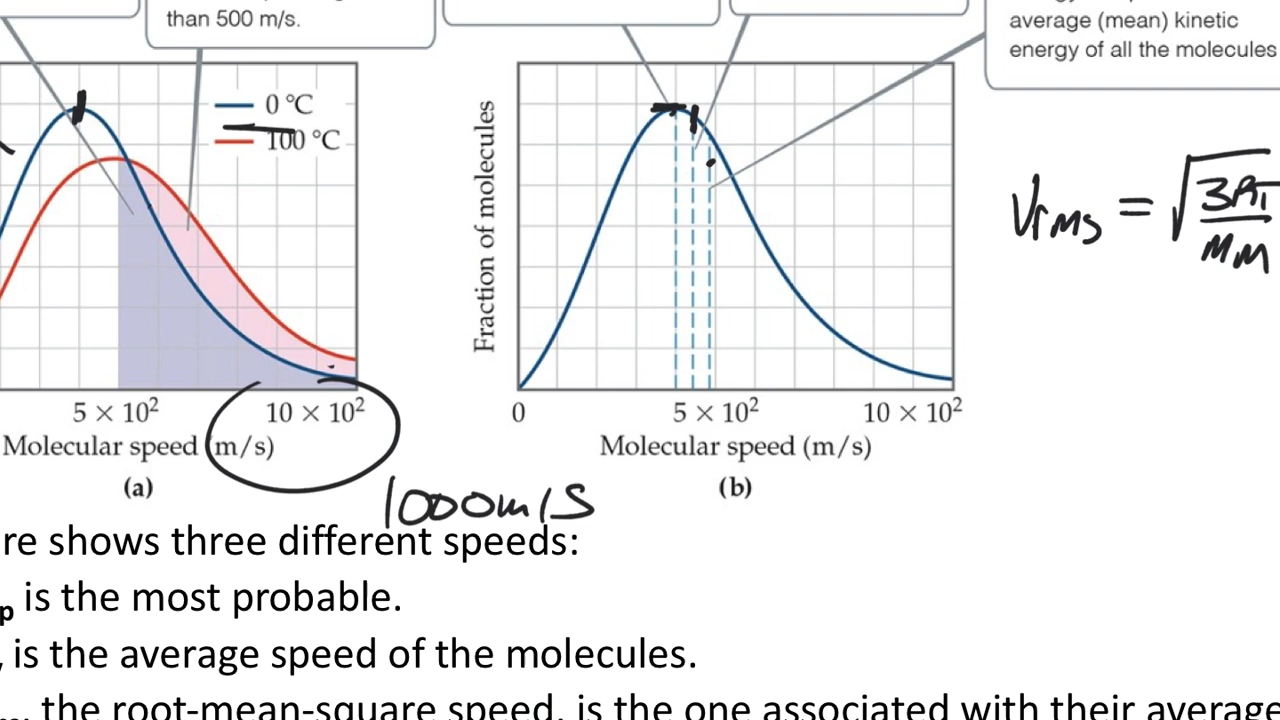 than 500 m/s.
average (mean) kinetic
energy of all the molecules
0 °C
100 °C
Fraction of molecules
Vrms = √3RT
MM
5 × 10² 10 × 10²
Molecular speed (m/s)
(a)
0 5 × 10² 10 × 10²
Molecular speed (m/s)
(b)
1000m/s
re shows three different speeds:
p is the most probable.
is the average speed of the molecules.
the root-mean-square speed, is the one associated with their average